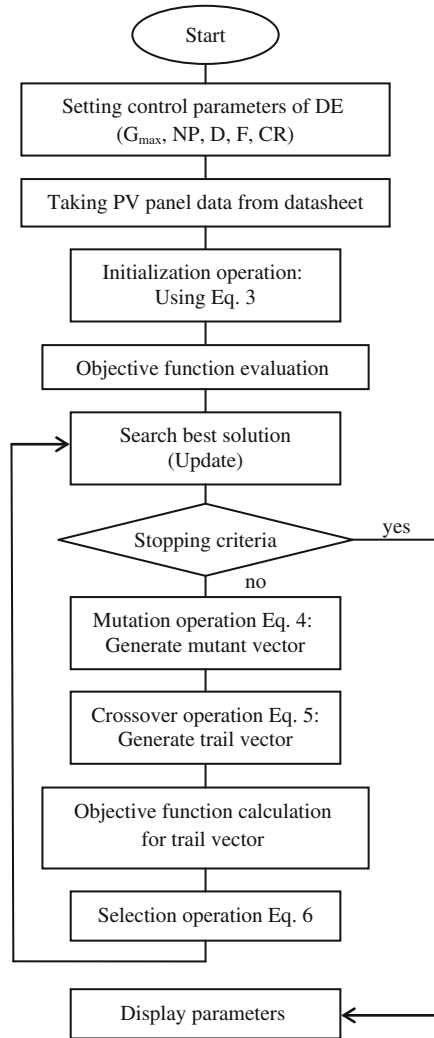 Start
Setting control parameters of DE
(Gmax, NP, D, F, CR)
Taking PV panel data from datasheet
Initialization operation:
Using Eq. 3
Objective function evaluation
Search best solution
(Update)
Stopping criteria
yes
no
Mutation operation Eq. 4:
Generate mutant vector
Crossover operation Eq. 5:
Generate trail vector
Objective function calculation
for trail vector
Selection operation Eq. 6
Display parameters